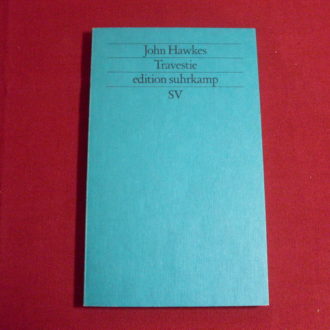 John Hawkes
Travestie
edition suhrkamp
SV